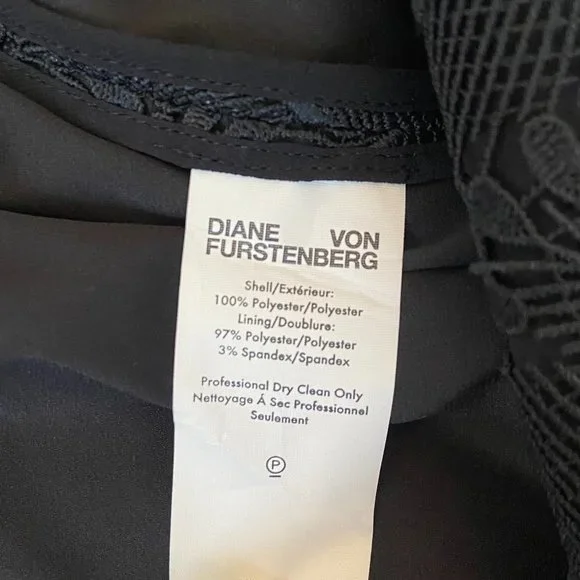 DIANE VON
FURSTENBERG
Shell/Extérieur:
100% Polyester/Polyester
Lining/Doublure:
97% Polyester/Polyester
3% Spandex/Spandex
Professional Dry Clean Only
Nettoyage Á Sec Professionnel
Seulement
P